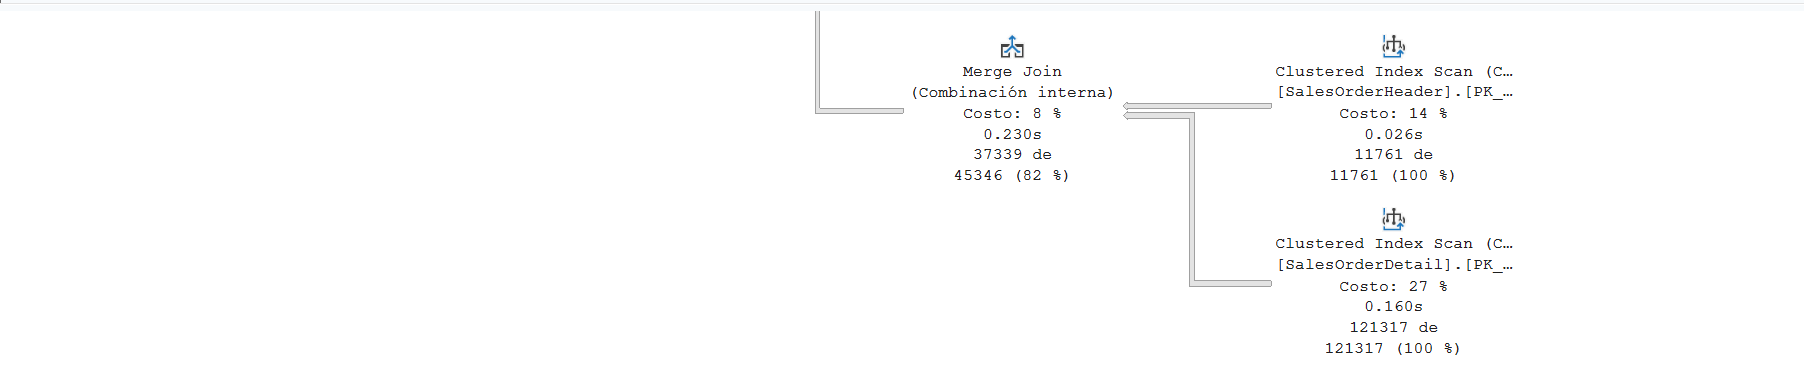 Merge Join
(Combinación interna)
Costo: 8 %
0.230s
37339 de
45346 (82 %)
Clustered Index Scan (C…
[SalesOrderHeader].[PK_…
Costo: 14 %
0.026s
11761 de
11761 (100 %)
Clustered Index Scan (C…
[SalesOrderDetail].[PK_…
Costo: 27 %
0.160s
121317 de
121317 (100 %)